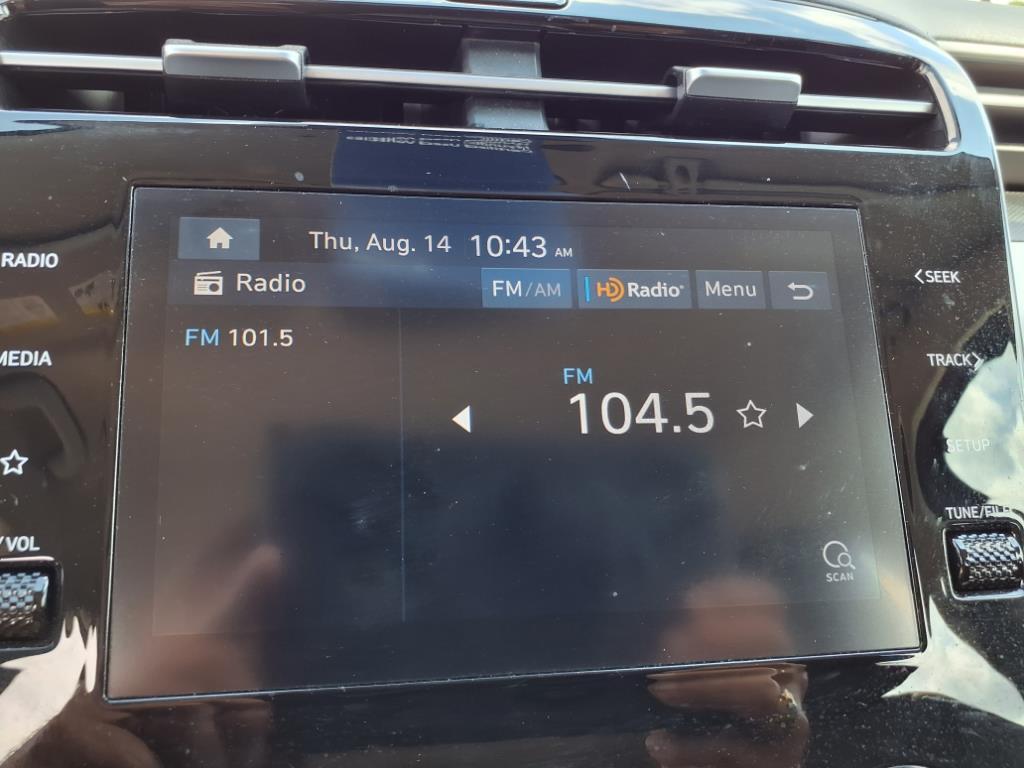 Thu, Aug. 14 10:43 AM
RADIO
Radio
FM/AM
HD Radio
Menu
SEEK
FM 101.5
MEDIA
TRACK
FM
104.5
SETUP
/VOL
TUNE/FILE
SCAN